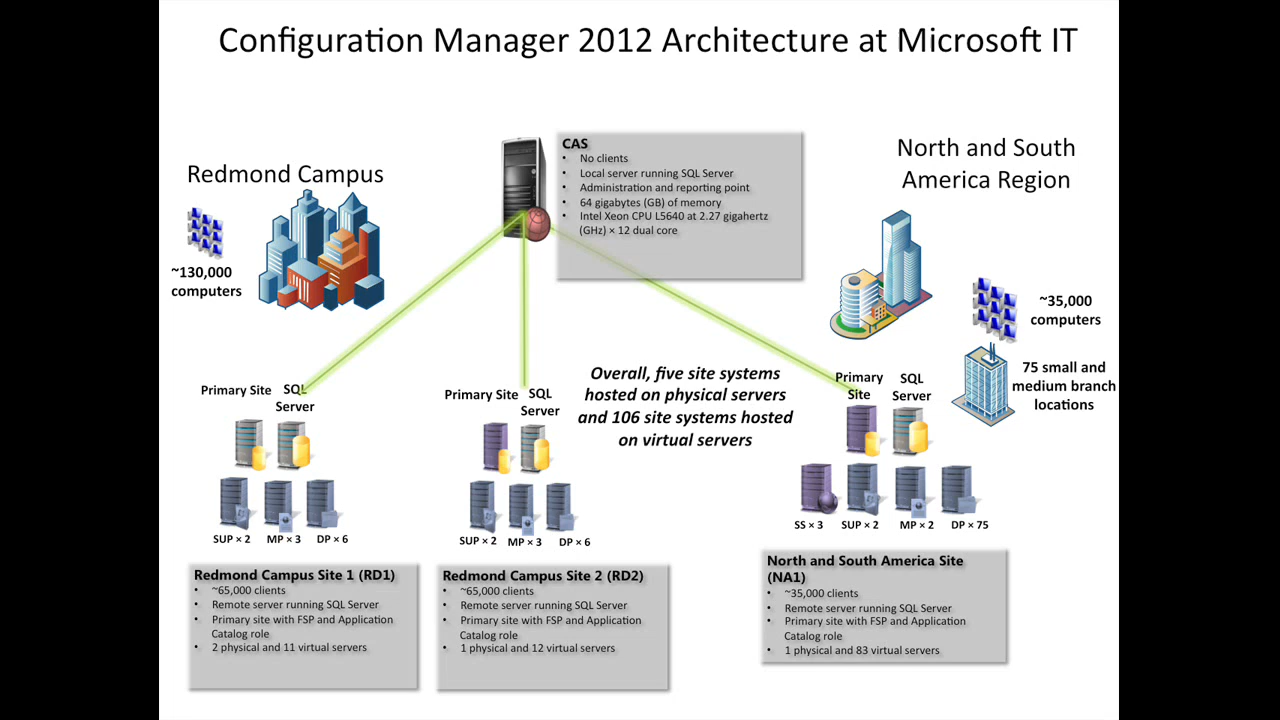 Configuration Manager 2012 Architecture at Microsoft IT
Redmond Campus
~130,000
computers
CAS
• No clients
• Local server running SQL Server
• Administration and reporting point
• 64 gigabytes (GB) of memory
• Intel Xeon CPU L5640 at 2.27 gigahertz
(GHz) × 12 dual core
North and South
America Region
~35,000
computers
75 small and
medium branch
locations
Overall, five site systems
hosted on physical servers
and 106 site systems hosted
on virtual servers
Primary Site
SQL
Server
SUP × 2
MP × 3
DP × 6
Redmond Campus Site 1 (RD1)
• ~65,000 clients
• Remote server running SQL Server
• Primary site with FSP and Application
Catalog role
• 2 physical and 11 virtual servers
Primary Site
SQL
Server
SUP × 2
MP × 3
DP × 6
Redmond Campus Site 2 (RD2)
• ~65,000 clients
• Remote server running SQL Server
• Primary site with FSP and Application
Catalog role
• 1 physical and 12 virtual servers
Primary
Site
SQL
Server
SS × 3
SUP × 2
MP × 2
DP × 75
North and South America Site
(NA1)
• ~35,000 clients
• Remote server running SQL Server
• Primary site with FSP and Application
Catalog role
• 1 physical and 83 virtual servers